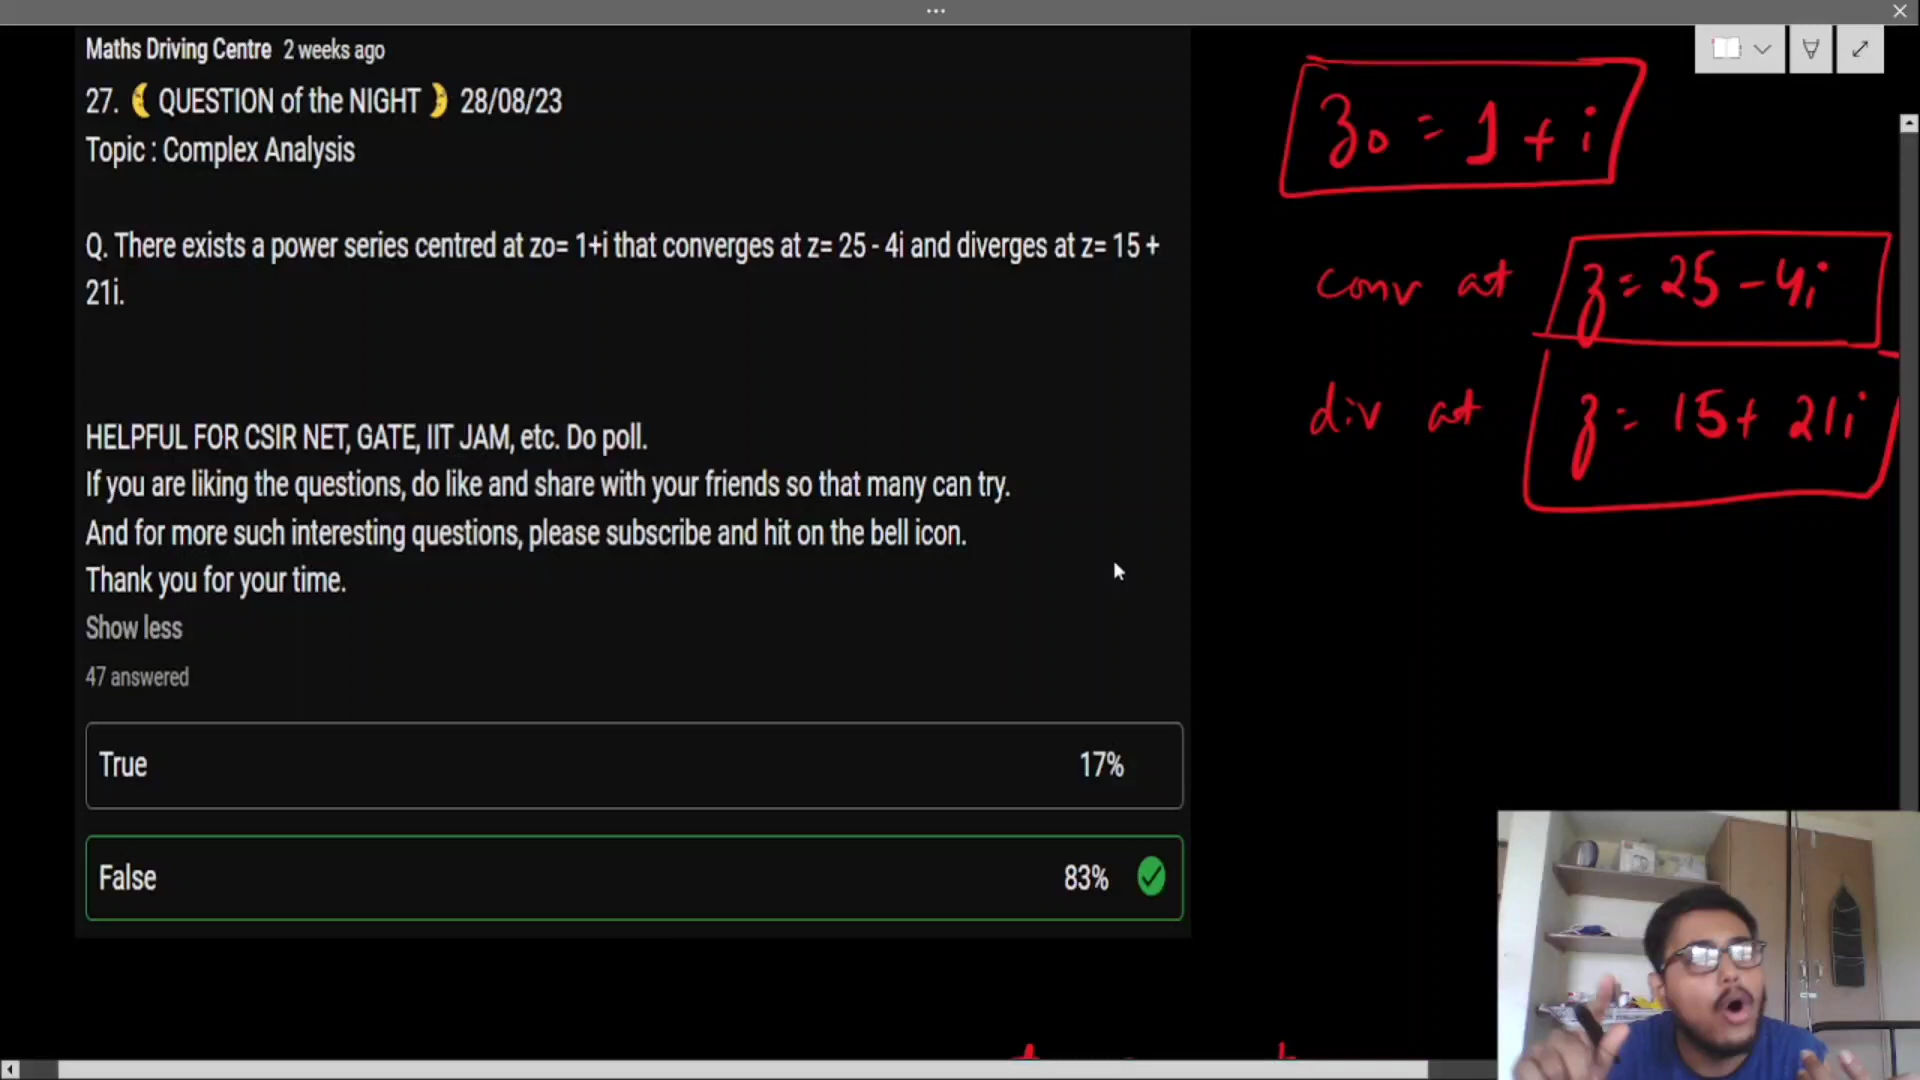 Maths Driving Centre 2 weeks ago
27. 🌜 QUESTION of the NIGHT 🌛 28/08/23
Topic : Complex Analysis
Q. There exists a power series centred at zo= 1+i that converges at z= 25 - 4i and diverges at z= 15 +
21i.
HELPFUL FOR CSIR NET, GATE, IIT JAM, etc. Do poll.
If you are liking the questions, do like and share with your friends so that many can try.
And for more such interesting questions, please subscribe and hit on the bell icon.
Thank you for your time.
Show less
47 answered
True 17%
False 83%
z0 = 1 + i
conv at z = 25 - 4i
div at z = 15 + 21i